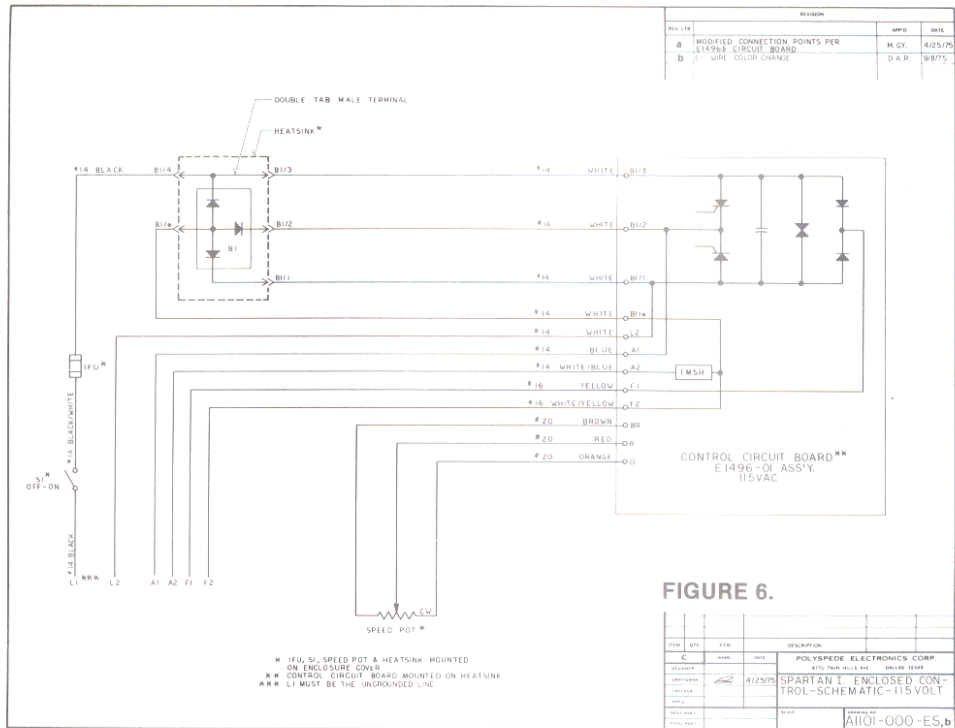 REVISION
REV LTR APP'D DATE
a MODIFIED CONNECTION POINTS PER E1496b CIRCUIT BOARD M. GY. 4/25/75
b L1 WIRE COLOR CHANGE D.A.R. 9/8/75
DOUBLE TAB MALE TERMINAL
HEATSINK*
#14 BLACK B1/4 B1/3 #14 WHITE B1/3
B1/• B1/2 #14 WHITE B1/2
B1
B1/1 #14 WHITE B1/1
#14 WHITE B1/•
#14 WHITE L2
#14 BLUE A1
1FU* #14 WHITE/BLUE A2 1MSH
#16 YELLOW F1
#16 WHITE/YELLOW F2
#20 BROWN BR
#14 BLACK/WHITE
#20 RED R
#20 ORANGE O
CONTROL CIRCUIT BOARD**
E1496-01 ASS'Y.
115VAC
S1*
OFF-ON
#14 BLACK
L1 *** L2 A1 A2 F1 F2
CW
SPEED POT*
FIGURE 6.
* 1FU, S1, SPEED POT & HEATSINK MOUNTED
ON ENCLOSURE COVER
** CONTROL CIRCUIT BOARD MOUNTED ON HEATSINK
*** L1 MUST BE THE UNGROUNDED LINE
ITEM QTY SYM DESCRIPTION
C NAME DATE POLYSPEDE ELECTRONICS CORP
DALLAS TEXAS
DESIGNER
DRAFTSMAN 4/25/75 SPARTAN I ENCLOSED CON-
TROL-SCHEMATIC-115 VOLT
CHECKER
SCALE DRAWING NO
A1101-000-ES,b